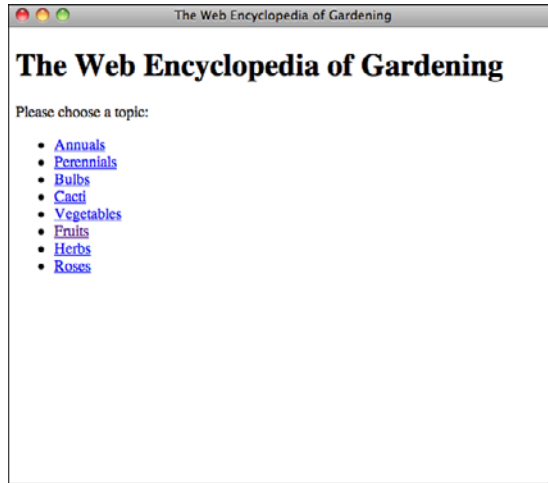 The Web Encyclopedia of Gardening
The Web Encyclopedia of Gardening
Please choose a topic:
Annuals
Perennials
Bulbs
Cacti
Vegetables
Fruits
Herbs
Roses